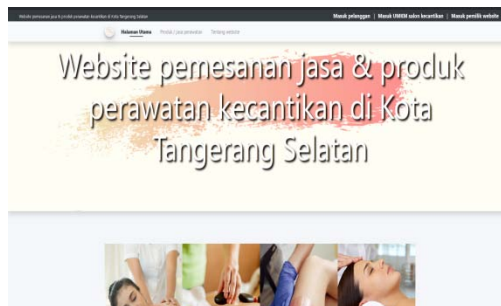 Website pemesanan jasa & produk perawatan kecantikan di Kota Tangerang Selatan
Masuk pelanggan | Masuk UMKM salon kecantikan | Masuk pemilik website
Halaman Utama Produk / jasa perawatan Tentang website
Website pemesanan jasa & produk
perawatan kecantikan di Kota
Tangerang Selatan